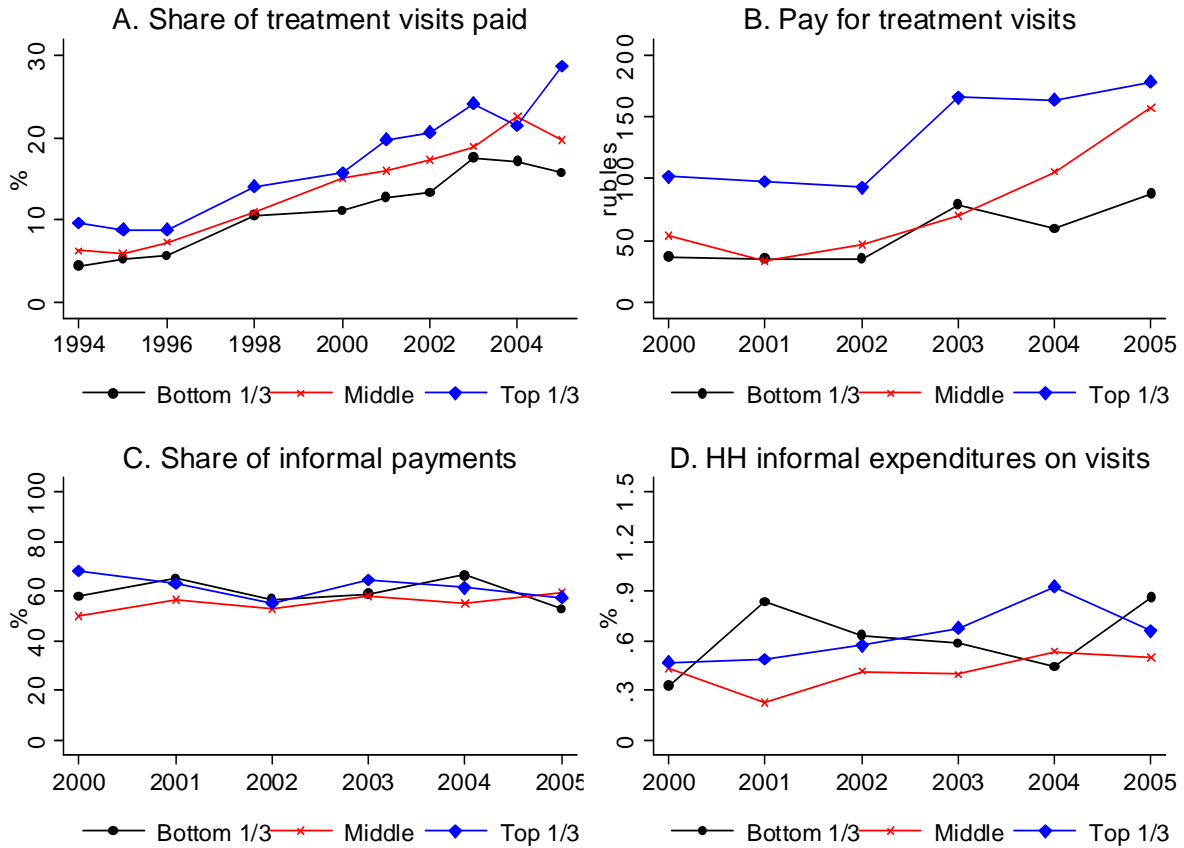 A. Share of treatment visits paid
%
30
20
10
0
1994 1996 1998 2000 2002 2004
Bottom 1/3 Middle Top 1/3
B. Pay for treatment visits
rubles
200
150
100
50
0
2000 2001 2002 2003 2004 2005
Bottom 1/3 Middle Top 1/3
C. Share of informal payments
%
100
80
60
40
20
0
2000 2001 2002 2003 2004 2005
Bottom 1/3 Middle Top 1/3
D. HH informal expenditures on visits
%
1.5
1.2
.9
.6
.3
0
2000 2001 2002 2003 2004 2005
Bottom 1/3 Middle Top 1/3